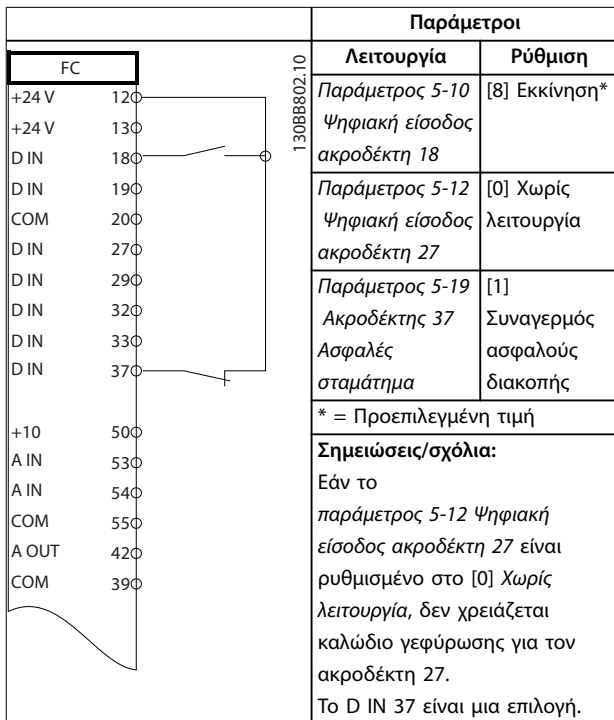 Παράμετροι
FC
130BB802.10
Λειτουργία Ρύθμιση
+24 V 12
+24 V 13
D IN 18
D IN 19
COM 20
D IN 27
D IN 29
D IN 32
D IN 33
D IN 37
+10 50
A IN 53
A IN 54
COM 55
A OUT 42
COM 39
Παράμετρος 5-10 [8] Εκκίνηση*
Ψηφιακή είσοδος
ακροδέκτη 18
Παράμετρος 5-12 [0] Χωρίς
Ψηφιακή είσοδος λειτουργία
ακροδέκτη 27
Παράμετρος 5-19 [1]
Ακροδέκτης 37 Συναγερμός
Ασφαλές ασφαλούς
σταμάτημα διακοπής
* = Προεπιλεγμένη τιμή
Σημειώσεις/σχόλια:
Εάν το
παράμετρος 5-12 Ψηφιακή
είσοδος ακροδέκτη 27 είναι
ρυθμισμένο στο [0] Χωρίς
λειτουργία, δεν χρειάζεται
καλώδιο γεφύρωσης για τον
ακροδέκτη 27.
Το D IN 37 είναι μια επιλογή.